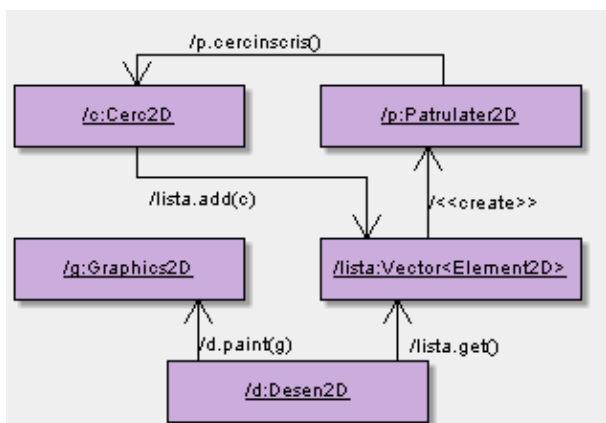 /p.cercinscris()
/c:Cerc2D
/p:Patrulater2D
/lista.add(c)
/<<create>>
/g:Graphics2D
/lista:Vector<Element2D>
/d.paint(g)
/lista.get()
/d:Desen2D